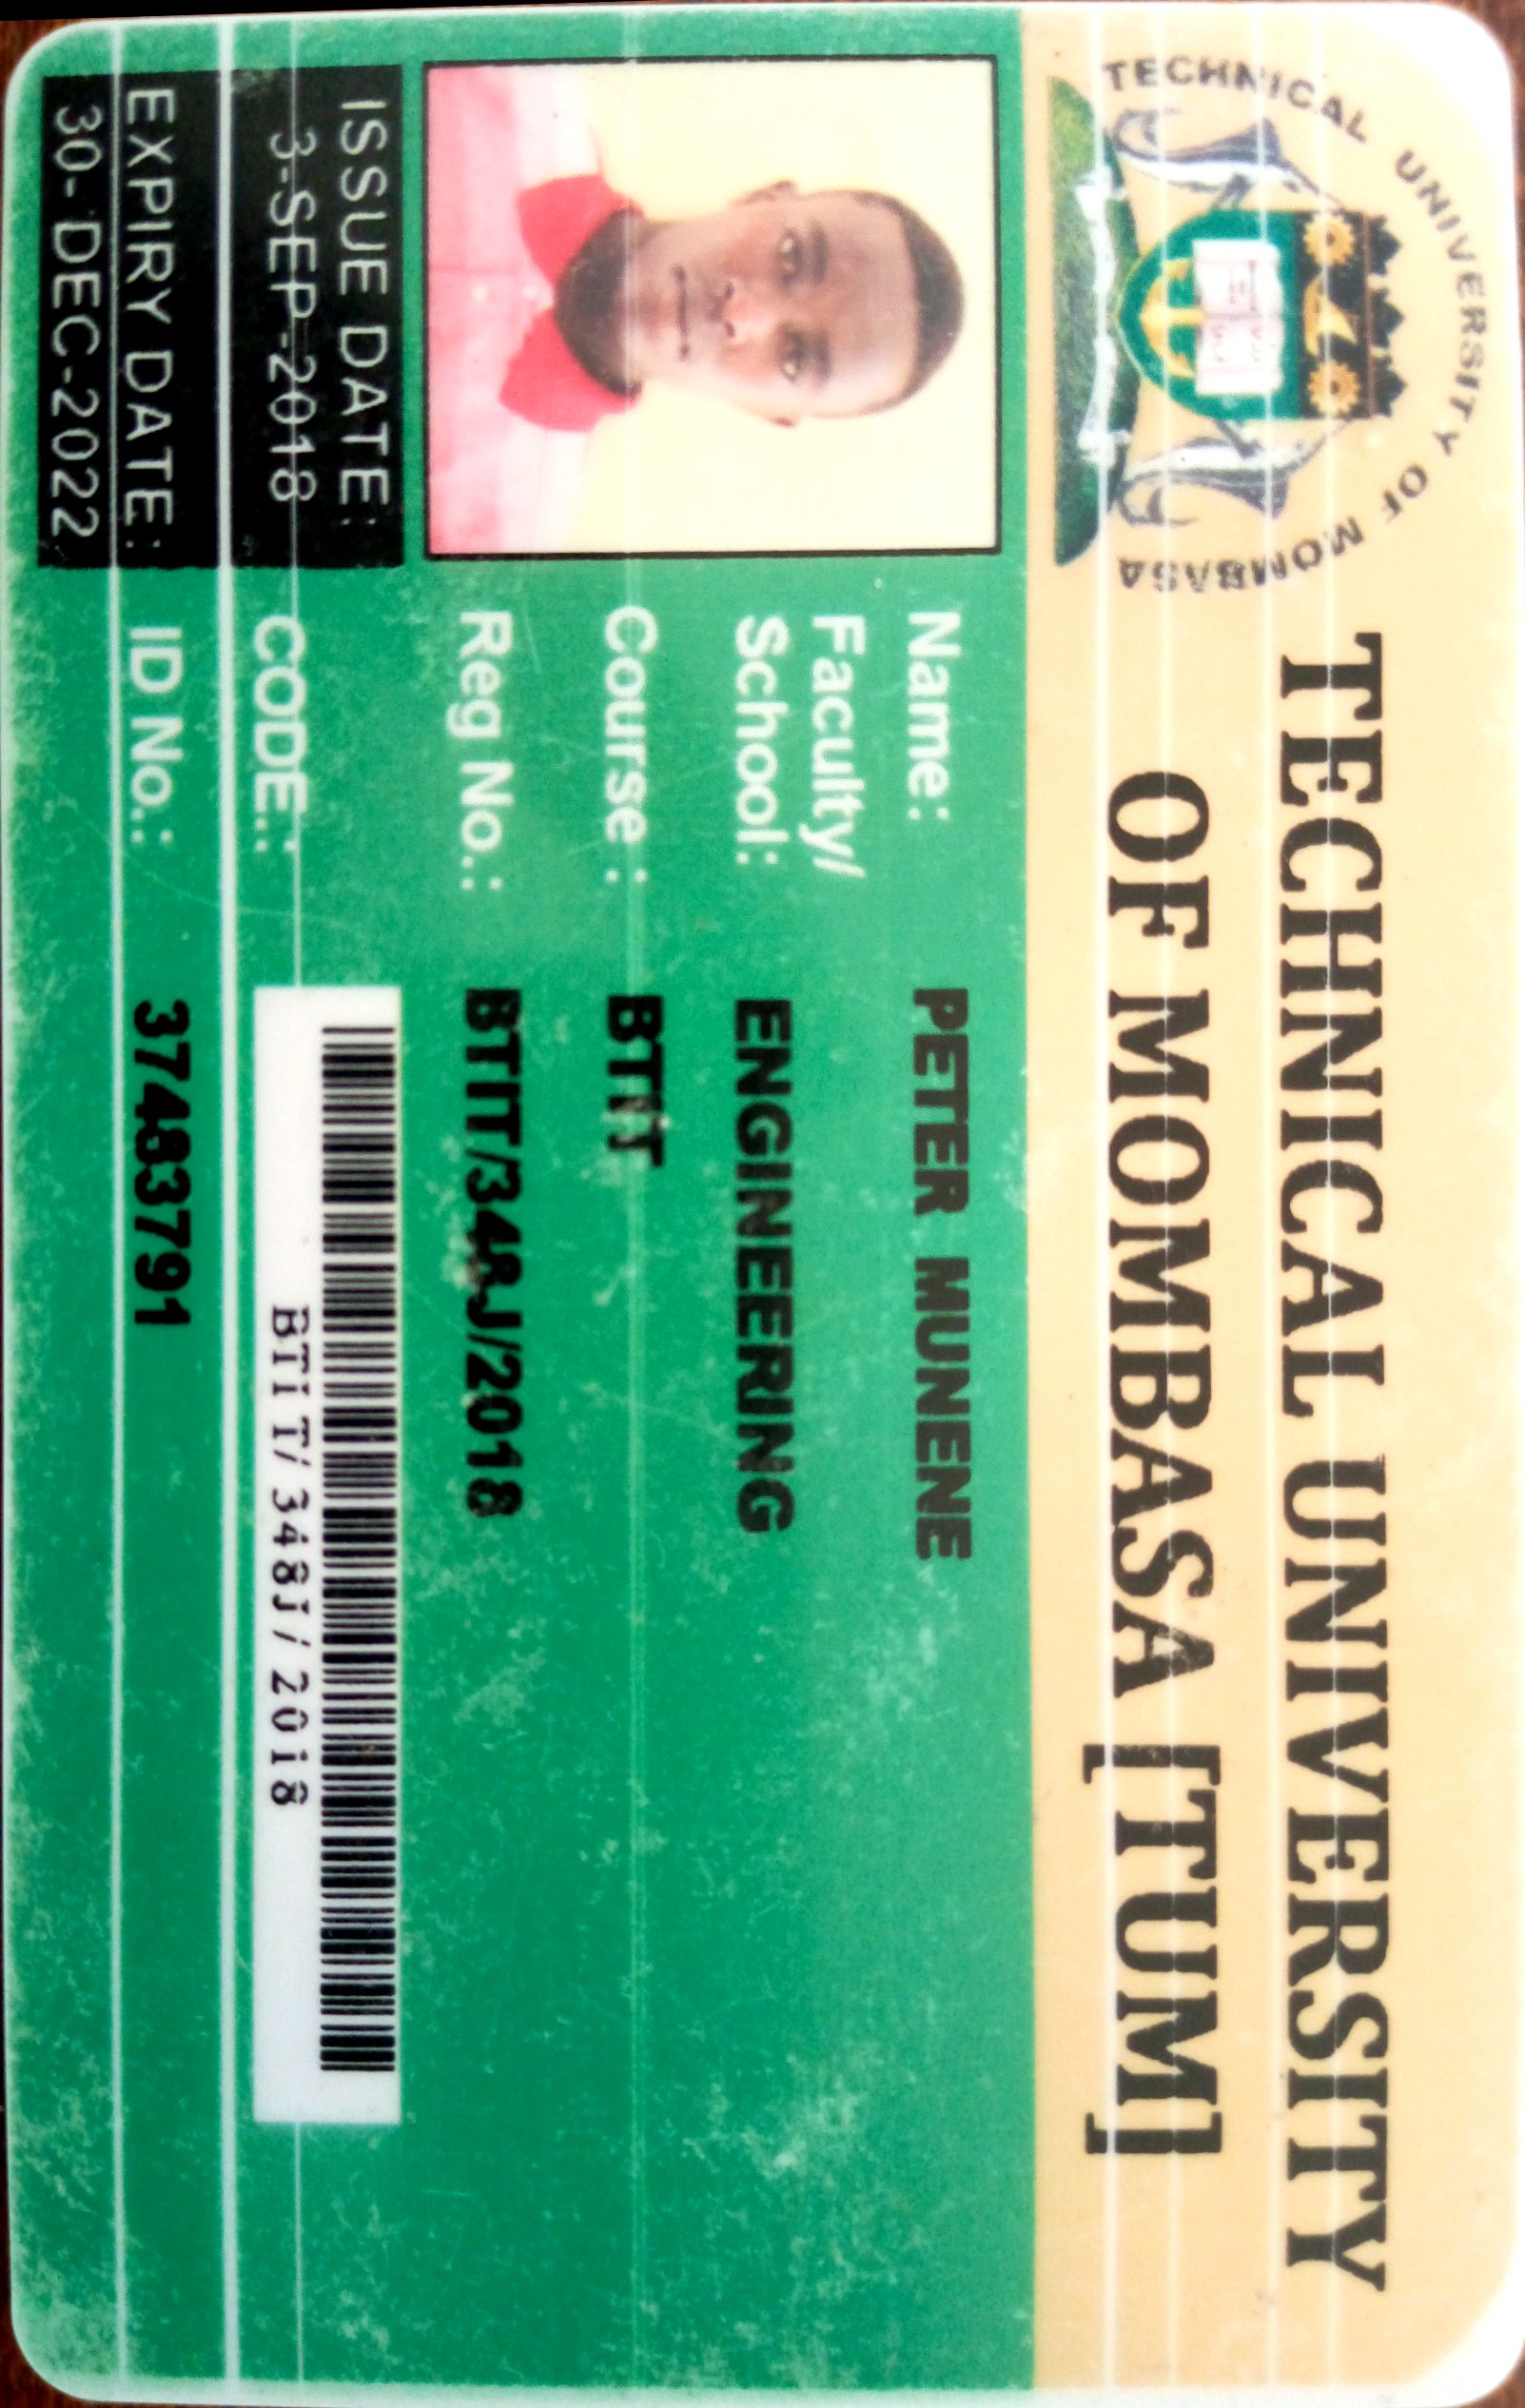 TECHNICAL UNIVERSITY OF MOMBASA
TECHNICAL UNIVERSITY
OF MOMBASA [TUM]
Name: PETER MUNENE
Faculty/
School: ENGINEERING
Course : BTIT
Reg No.: BTIT/348J/2018
CODE.:
BTIT/348J/2018
ID No.: 37483791
ISSUE DATE:
3-SEP-2018
EXPIRY DATE:
30- DEC-2022